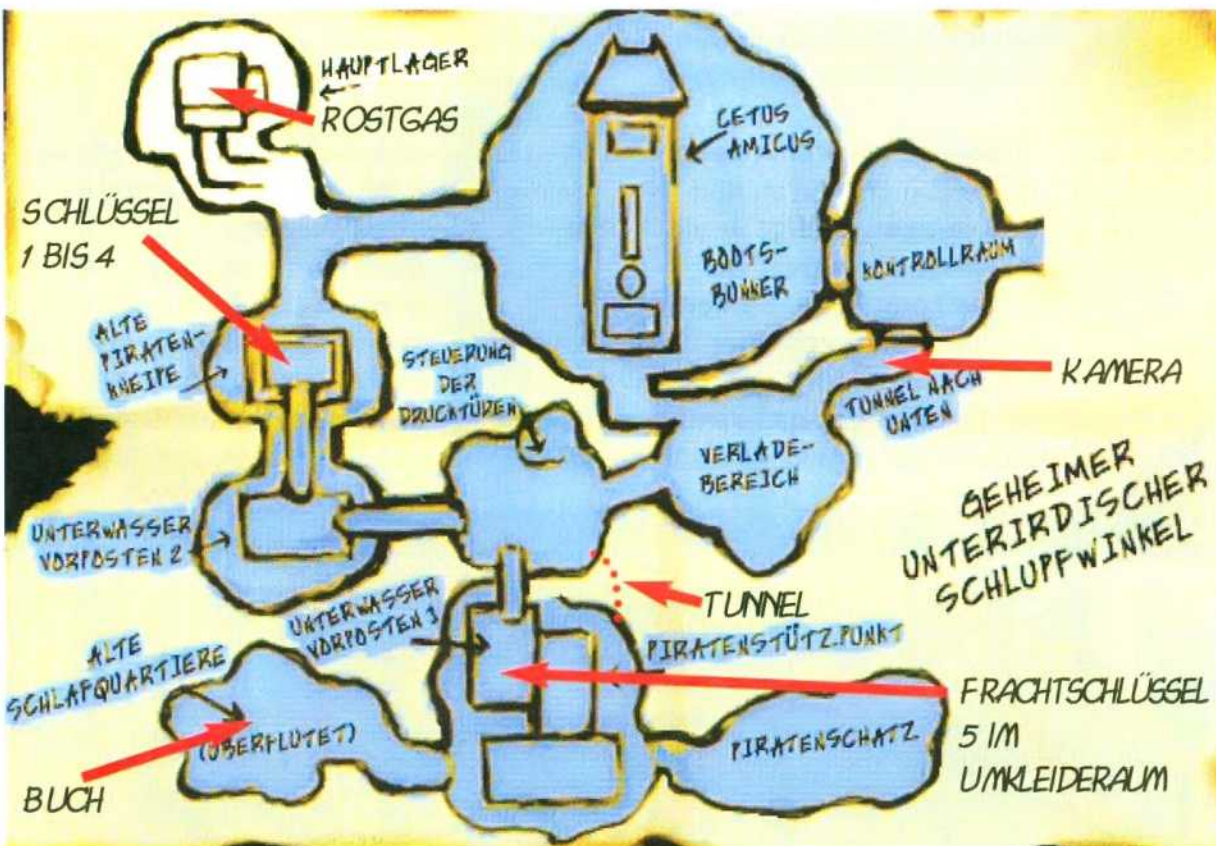 HAUPTLAGER
ROSTGAS
CETUS
AMICUS
SCHLÜSSEL
1 BIS 4
BOOTS-
BUNKER
KONTROLLRAUM
ALTE
PIRATEN-
KNEIPE
STEUERUNG
DER
DRUCKTÜREN
KAMERA
TUNNEL NACH
UNTEN
VERLADE-
BEREICH
GEHEIMER
UNTERIRDISCHER
SCHLUPFWINKEL
UNTERWASSER
VORPOSTEN 2
UNTERWASSER
VORPOSTEN 1
TUNNEL
PIRATENSTÜTZPUNKT
ALTE
SCHLAFQUARTIERE
(ÜBERFLUTET)
PIRATENSCHATZ
FRACHTSCHLÜSSEL
5 IM
UMKLEIDERAUM
BUCH